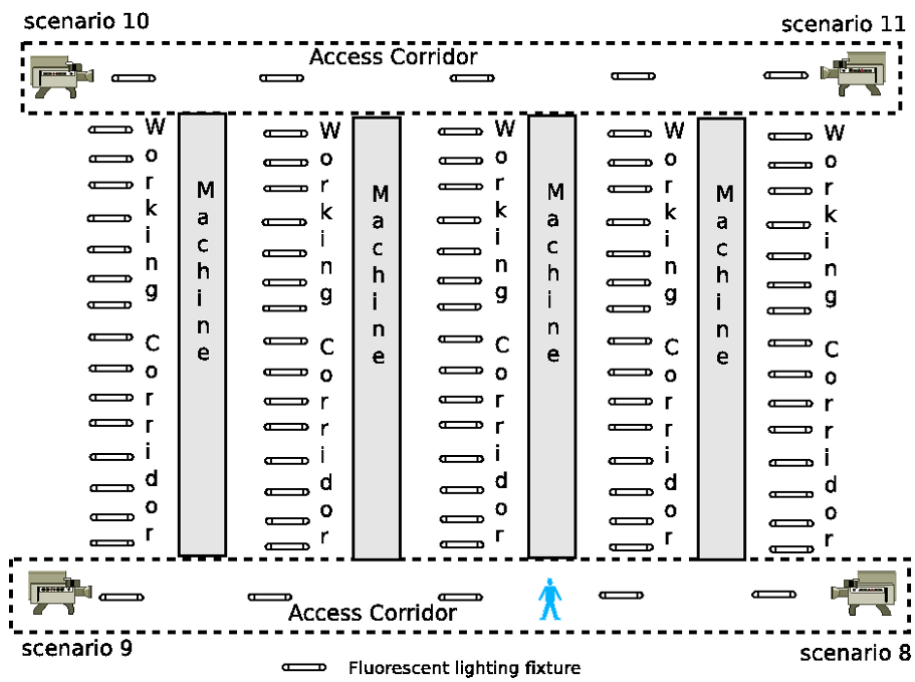 scenario 10
scenario 11
Access Corridor
Working Corridor
Machine
Working Corridor
Machine
Working Corridor
Machine
Working Corridor
Machine
Working Corridor
Access Corridor
scenario 9
scenario 8
Fluorescent lighting fixture